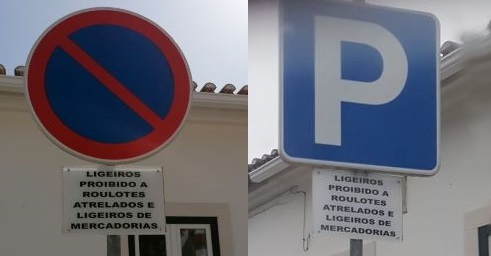 LIGEIROS
PROIBIDO A
ROULOTES
ATRELADOS E
LIGEIROS DE
MERCADORIAS
P
LIGEIROS
PROIBIDO A
ROULOTES
ATRELADOS E
LIGEIROS DE
MERCADORIAS